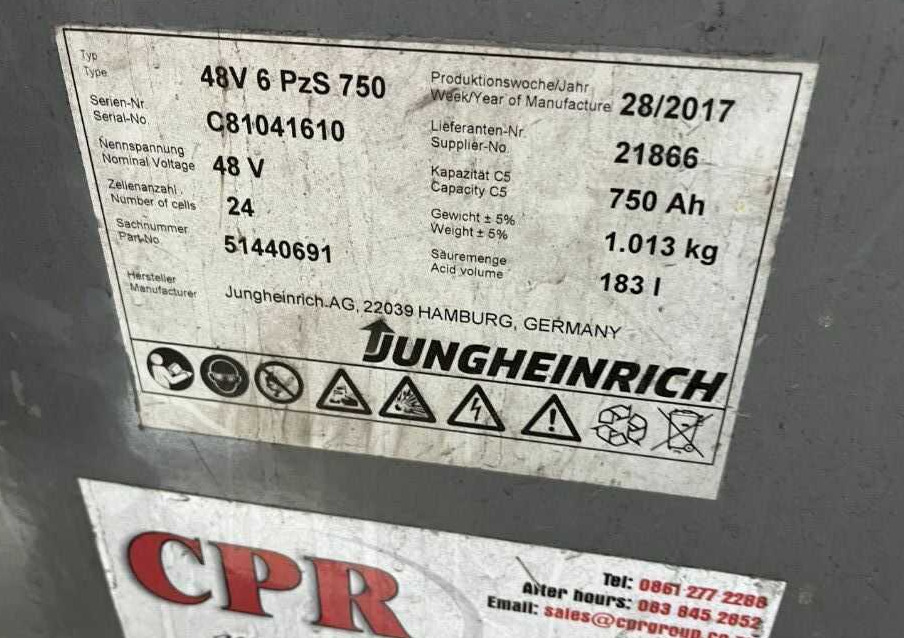 Typ
Type 48V 6 PzS 750
Produktionswoche/Jahr
Week/Year of Manufacture 28/2017
Serien-Nr.
Serial-No. C81041610
Lieferanten-Nr.
Supplier-No. 21866
Nennspannung
Nominal Voltage 48 V
Kapazität C5
Capacity C5 750 Ah
Zellenanzahl
Number of cells 24
Gewicht ± 5%
Weight ± 5% 1.013 kg
Sachnummer
Part-No. 51440691
Säuremenge
Acid volume 183 l
Hersteller
Manufacturer Jungheinrich AG, 22039 HAMBURG, GERMANY
JUNGHEINRICH
CPR
Tel: 0861 277 2288
After hours: 083 845 2652
Email: sales@cprgroup.co